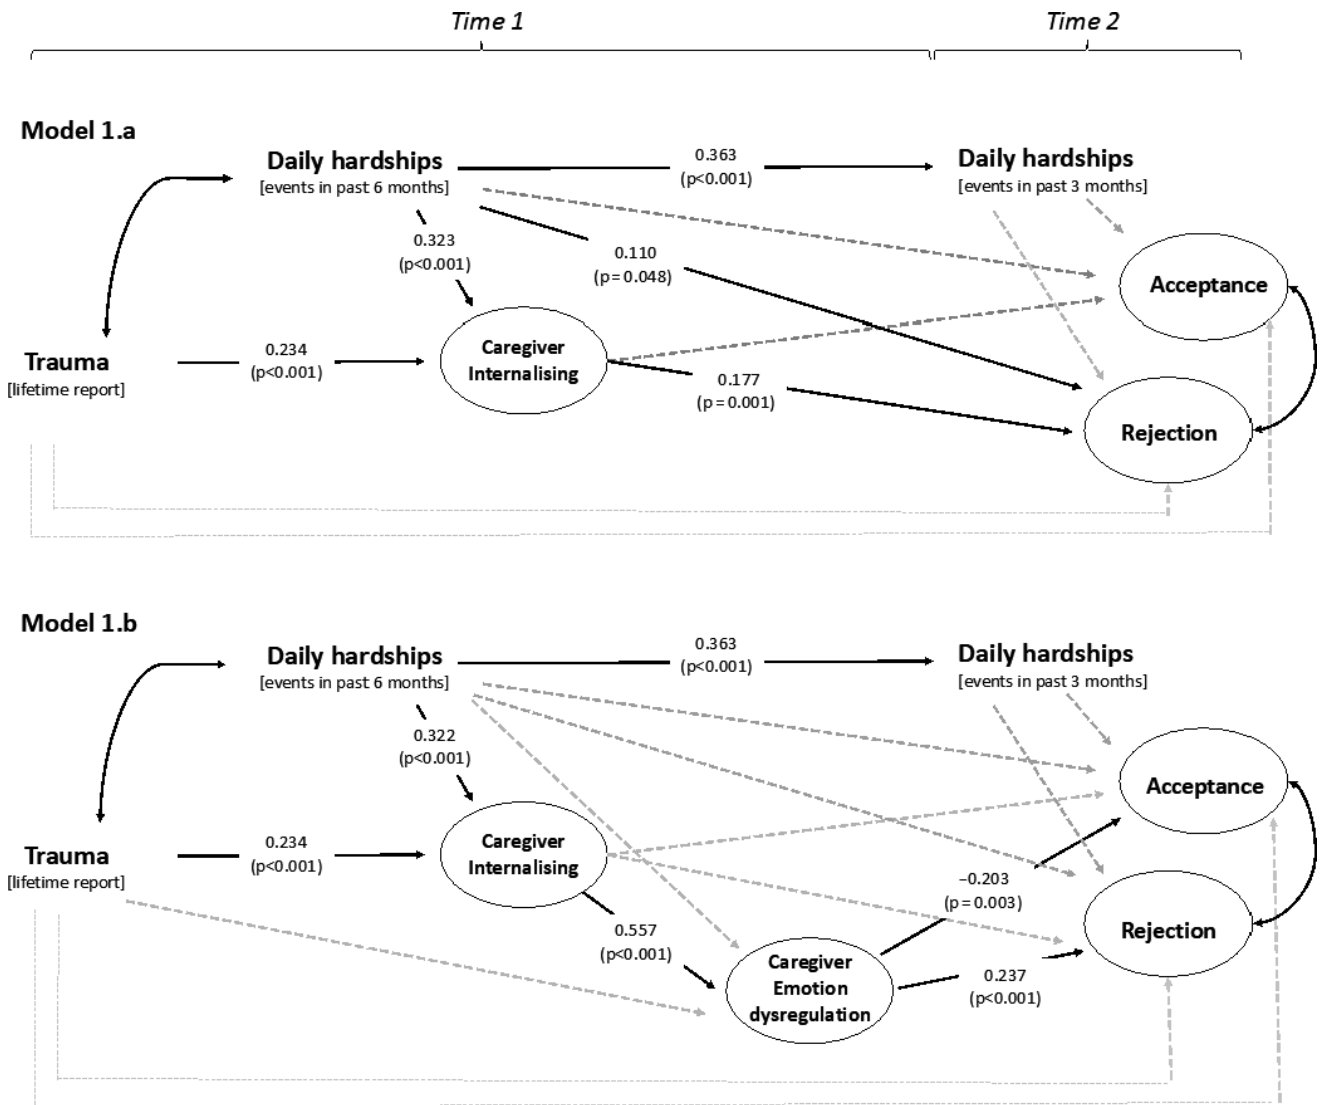 Time 1
Time 2
Model 1.a
Daily hardships
[events in past 6 months]
0.363
(p<0.001)
Daily hardships
[events in past 3 months]
0.323
(p<0.001)
0.110
(p = 0.048)
Acceptance
Trauma
[lifetime report]
0.234
(p<0.001)
Caregiver
Internalising
0.177
(p = 0.001)
Rejection
Model 1.b
Daily hardships
[events in past 6 months]
0.363
(p<0.001)
Daily hardships
[events in past 3 months]
0.322
(p<0.001)
Acceptance
Trauma
[lifetime report]
0.234
(p<0.001)
Caregiver
Internalising
−0.203
(p = 0.003)
0.557
(p<0.001)
Rejection
Caregiver
Emotion
dysregulation
0.237
(p<0.001)